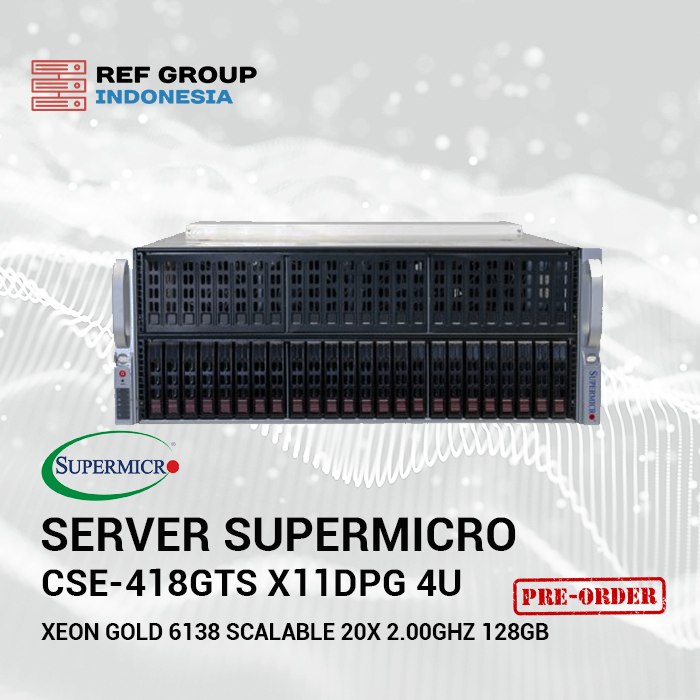 REF GROUP
INDONESIA
SUPERMICRO
SUPERMICRO
SERVER SUPERMICRO
CSE-418GTS X11DPG 4U
PRE-ORDER
XEON GOLD 6138 SCALABLE 20X 2.00GHZ 128GB